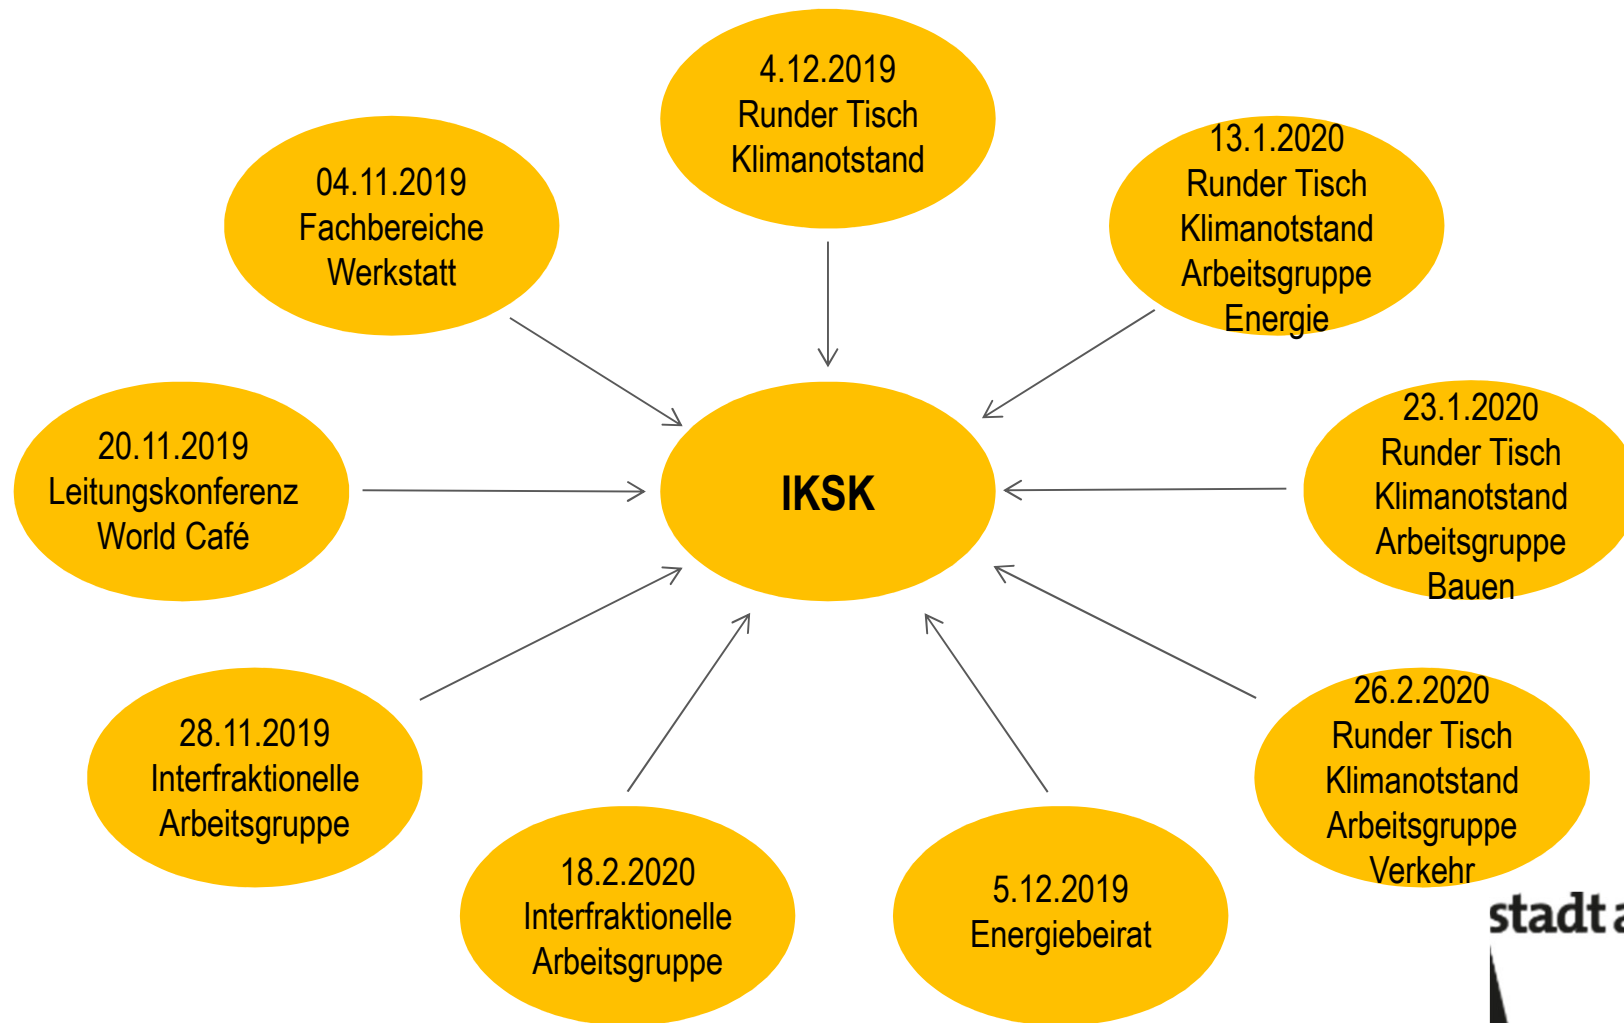 4.12.2019
Runder Tisch
Klimanotstand
04.11.2019
Fachbereiche
Werkstatt
13.1.2020
Runder Tisch
Klimanotstand
Arbeitsgruppe
Energie
20.11.2019
Leitungskonferenz
World Café
IKSK
23.1.2020
Runder Tisch
Klimanotstand
Arbeitsgruppe
Bauen
28.11.2019
Interfraktionelle
Arbeitsgruppe
26.2.2020
Runder Tisch
Klimanotstand
Arbeitsgruppe
Verkehr
18.2.2020
Interfraktionelle
Arbeitsgruppe
5.12.2019
Energiebeirat
stadt a